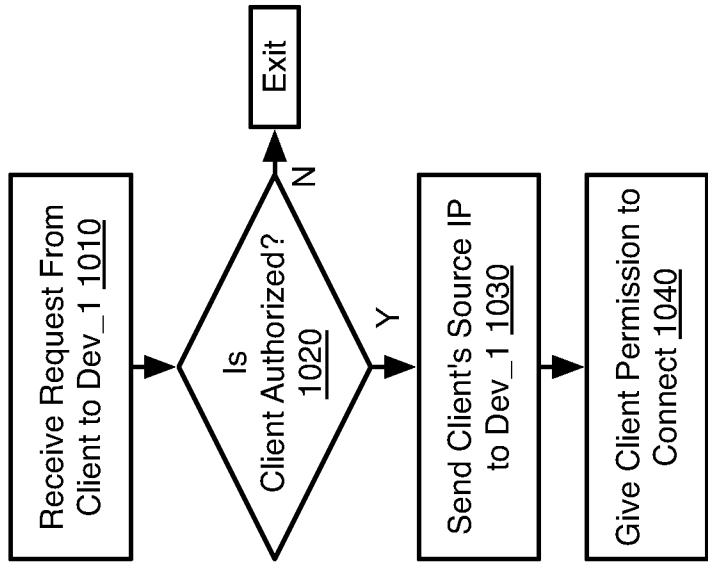 Receive Request From
Client to Dev_1 1010
Is
Client Authorized?
1020
N
Exit
Y
Send Client's Source IP
to Dev_1 1030
Give Client Permission to
Connect 1040